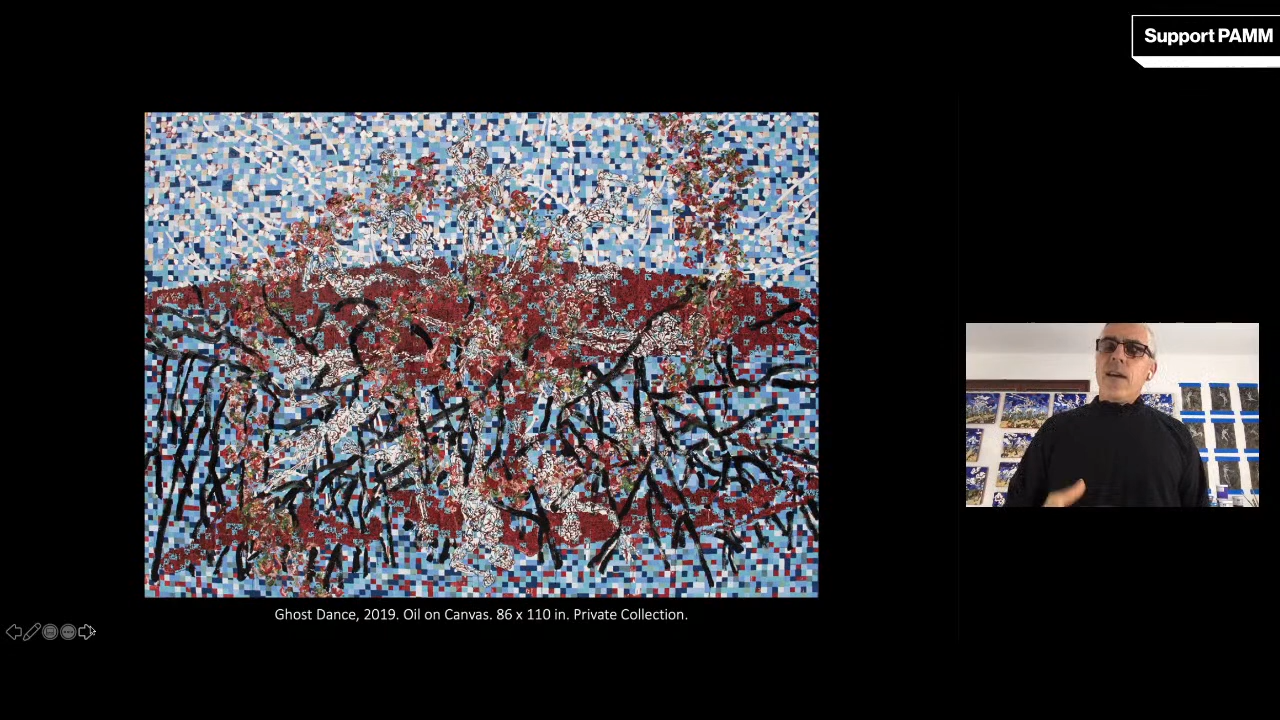 Support PAMM
Ghost Dance, 2019. Oil on Canvas. 86 x 110 in. Private Collection.